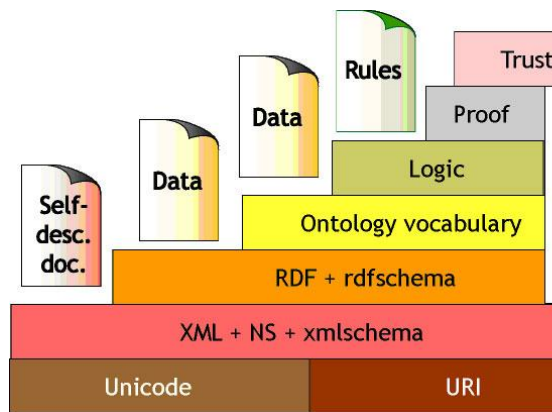 Rules
Trust
Data
Proof
Data
Logic
Self-
desc.
doc.
Ontology vocabulary
RDF + rdfschema
XML + NS + xmlschema
Unicode
URI